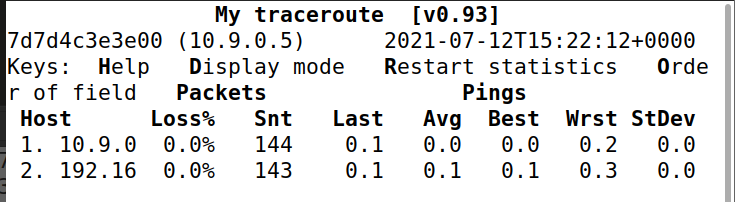 My traceroute  [v0.93]
7d7d4c3e3e00 (10.9.0.5)      2021-07-12T15:22:12+0000
Keys:  Help   Display mode   Restart statistics   Orde
r of field   Packets               Pings
 Host      Loss%   Snt   Last   Avg  Best  Wrst StDev
 1. 10.9.0  0.0%   144    0.1   0.0   0.0   0.2   0.0
 2. 192.16  0.0%   143    0.1   0.1   0.1   0.3   0.0